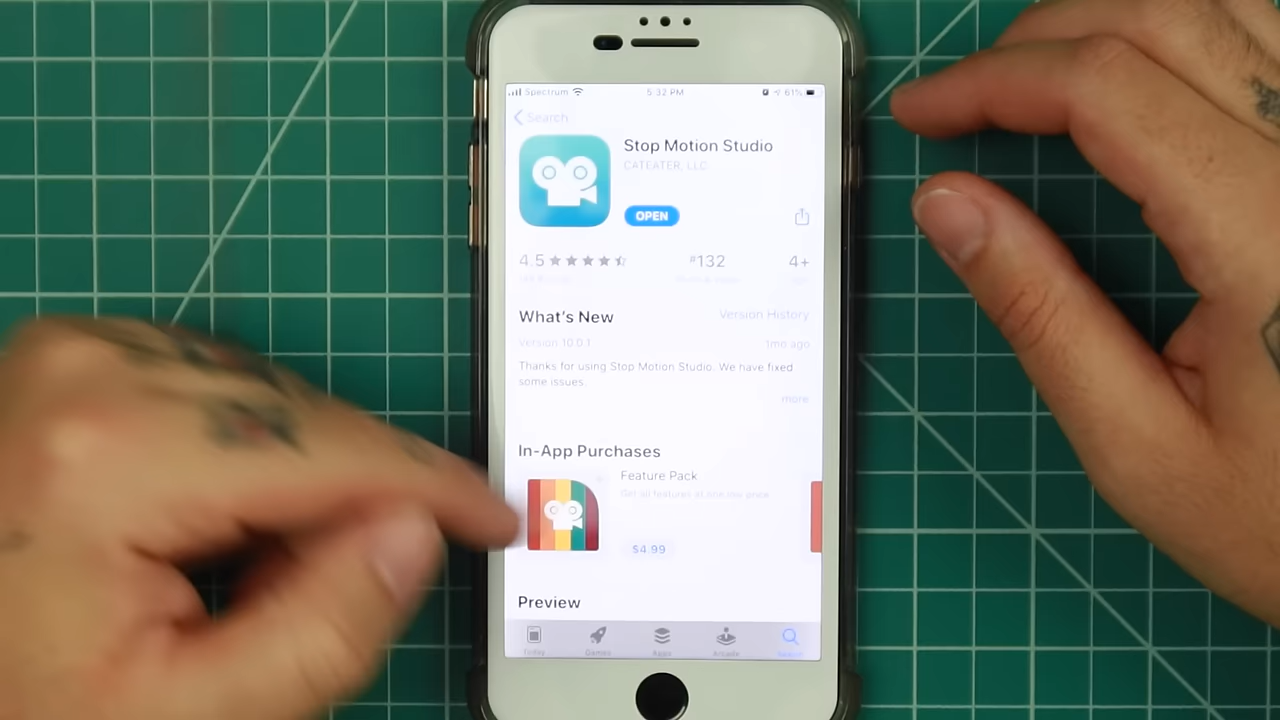 Spectrum 5:32 PM 61%
Search
Stop Motion Studio
CATEATER, LLC
OPEN
4.5 #132 4+
What's New Version History
Version 10.0.1 1mo ago
Thanks for using Stop Motion Studio. We have fixed
some issues.
more
In-App Purchases
Feature Pack
Get all features at one low price
$4.99
Preview
Today Games Apps Arcade Search